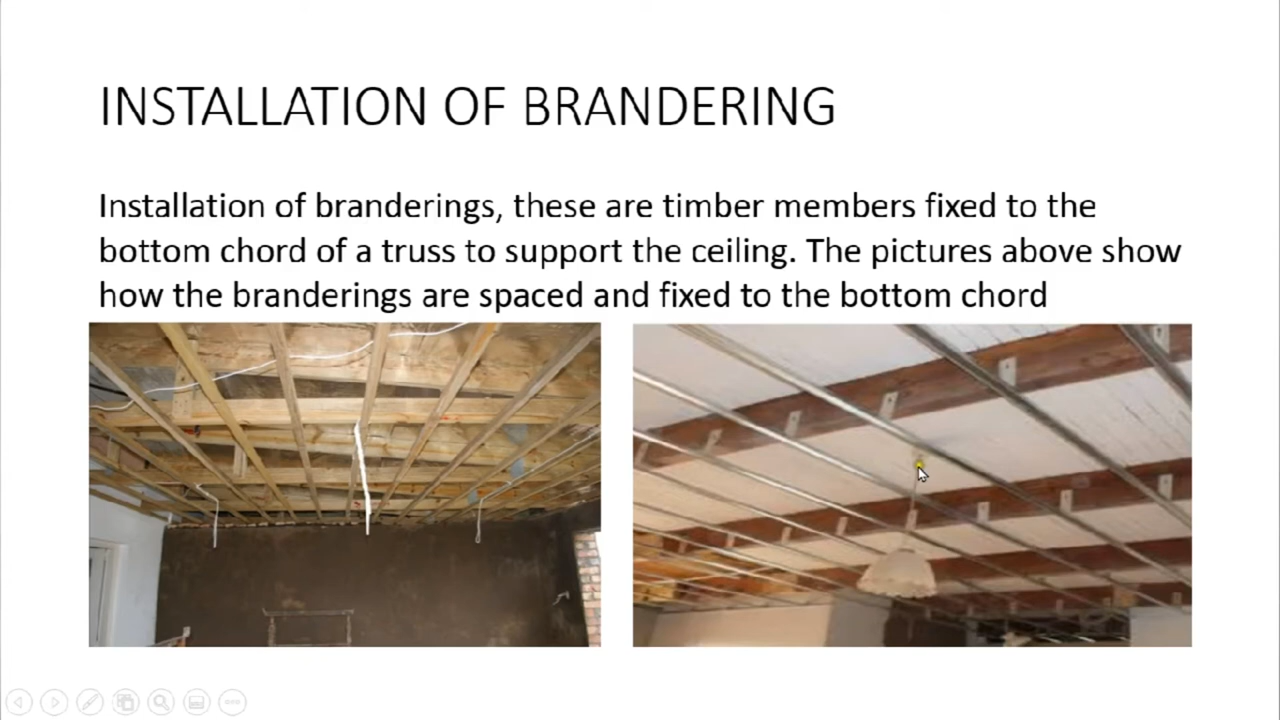 INSTALLATION OF BRANDERING
Installation of branderings, these are timber members fixed to the
bottom chord of a truss to support the ceiling. The pictures above show
how the branderings are spaced and fixed to the bottom chord